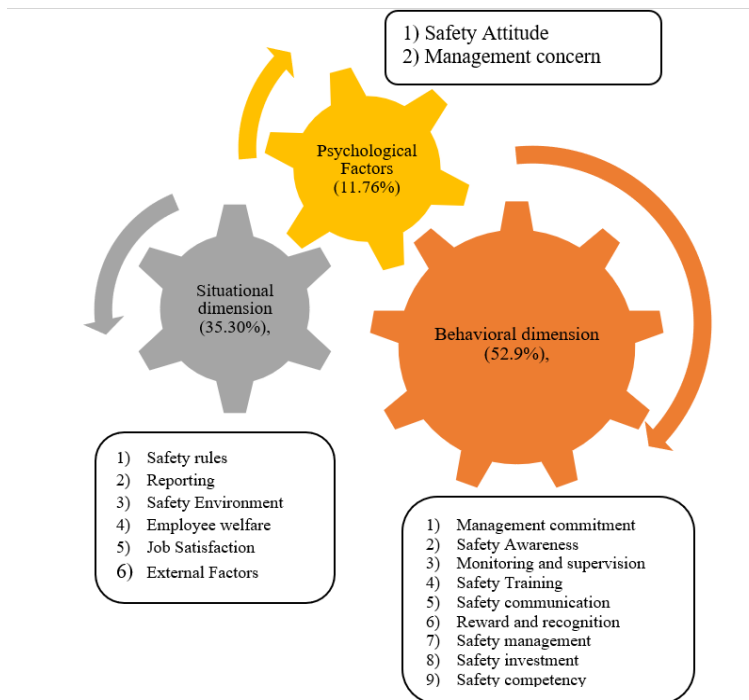 1) Safety Attitude
2) Management concern
Psychological
Factors
(11.76%)
Situational
dimension
(35.30%),
Behavioral dimension
(52.9%),
1) Safety rules
2) Reporting
3) Safety Environment
4) Employee welfare
5) Job Satisfaction
6) External Factors
1) Management commitment
2) Safety Awareness
3) Monitoring and supervision
4) Safety Training
5) Safety communication
6) Reward and recognition
7) Safety management
8) Safety investment
9) Safety competency